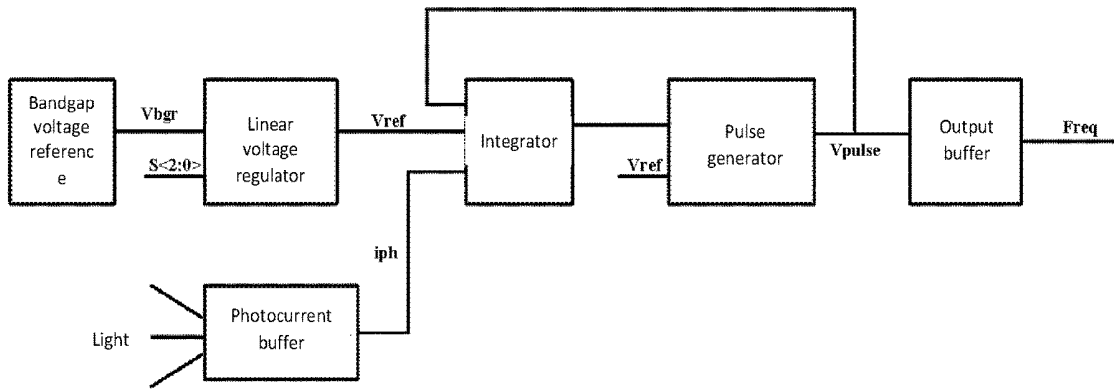 Bandgap
voltage
referenc
e
Vbgr
S<2:0>
Linear
voltage
regulator
Vref
Integrator
Vref
Pulse
generator
Vpulse
Output
buffer
Freq
iph
Light
Photocurrent
buffer